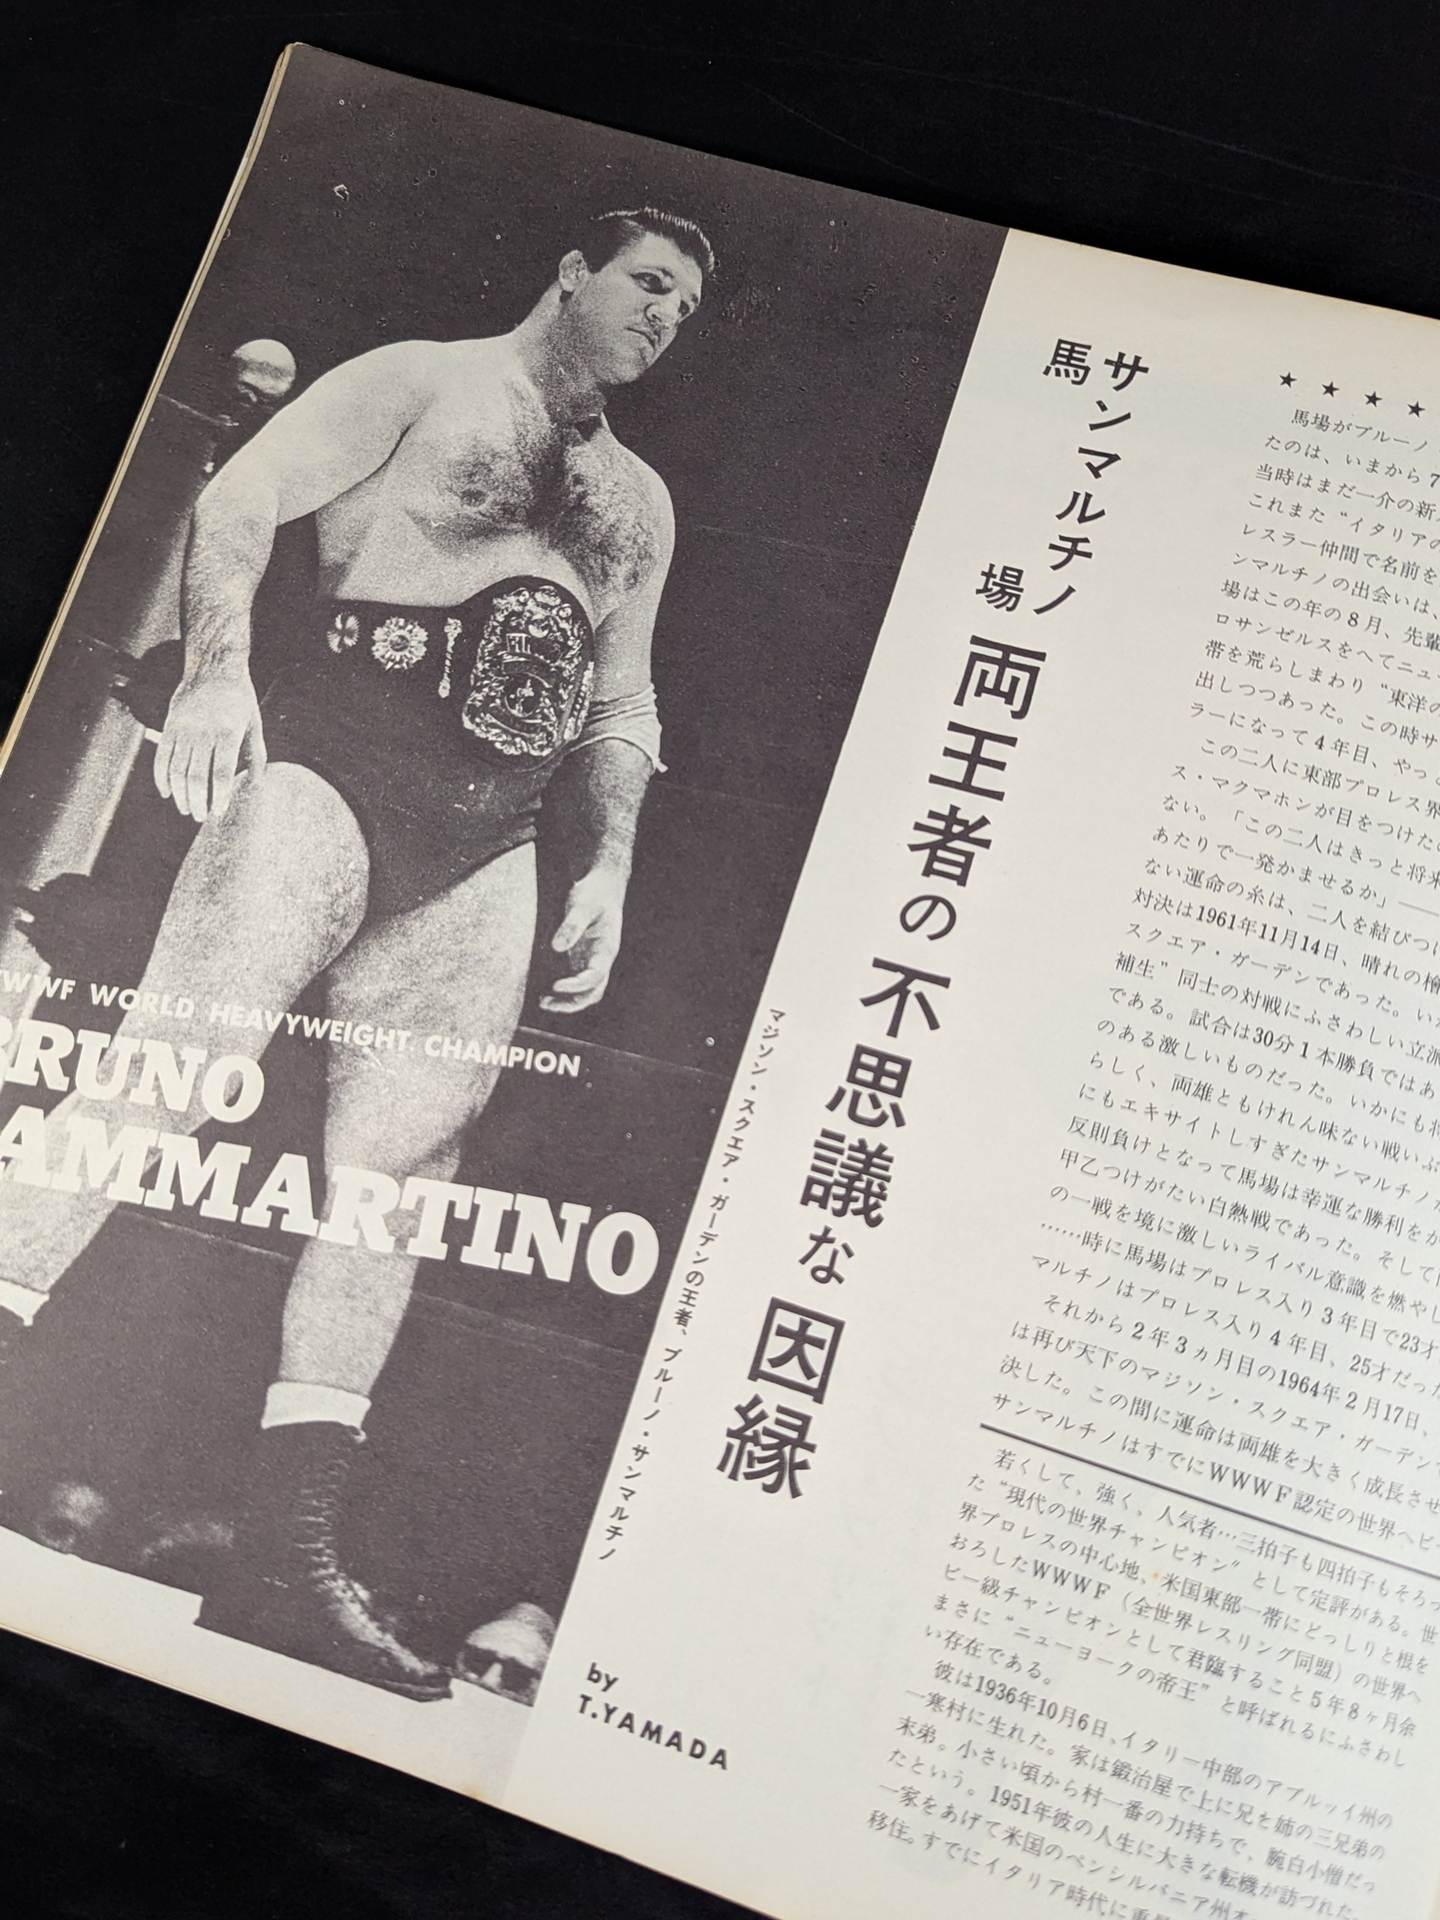 WWWF WORLD HEAVYWEIGHT CHAMPION
BRUNO
SAMMARTINO
サンマルチノ
馬場
両王者の不思議な因縁
マジソン・スクエア・ガーデンの王者、ブルーノ・サンマルチノ
by
T.YAMADA
★ ★ ★ ★
馬場がブルーノ
たのは、いまから7
当時はまだ一介の新
これまた“イタリアの
レスラー仲間で名前を
ンマルチノの出会いは、
場はこの年の8月、先輩
ロサンゼルスをへてニュー
帯を荒らしまわり“東洋の
出しつつあった。この時サ
ラーになって4年目、やっと
この二人に東部プロレス界
ス・マクマホンが目をつけたの
ない。「この二人はきっと将来
あたりで一発かませるか」――
ない運命の糸は、二人を結びつけ
対決は1961年11月14日、晴れの檜
スクエア・ガーデンであった。いか
補生”同士の対戦にふさわしい立派
である。試合は30分1本勝負ではあ
のある激しいものだった。いかにも将
らしく、両雄ともけれん味ない戦いぶ
にもエキサイトしすぎたサンマルチノが
反則負けとなって馬場は幸運な勝利をか
甲乙つけがたい白熱戦であった。そして
の一戦を境に激しいライバル意識を燃やし
……時に馬場はプロレス入り3年目で23才
マルチノはプロレス入り4年目、25才だった
それから2年3ヵ月目の1964年2月17日、
は再び天下のマジソン・スクエア・ガーデンで
決した。この間に運命は両雄を大きく成長させ
サンマルチノはすでにWWWF認定の世界ヘビー
若くして、強く、人気者…三拍子も四拍子もそろっ
た“現代の世界チャンピオン”として定評がある。世
界プロレスの中心地、米国東部一帯にどっしりと根を
おろしたWWWF（全世界レスリング同盟）の世界ヘ
ビー級チャンピオンとして君臨すること5年8ヶ月余
まさに“ニューヨークの帝王”と呼ばれるにふさわし
い存在である。
彼は1936年10月6日、イタリー中部のアブルッイ州の
一寒村に生れた。家は鍛治屋で上に兄を姉の三兄弟の
末弟。小さい頃から村一番の力持ちで、腕白小僧だっ
たという。1951年彼の人生に大きな転機が訪づれた。
一家をあげて米国のペンシルバニア州
移住。すでにイタリア時代に重